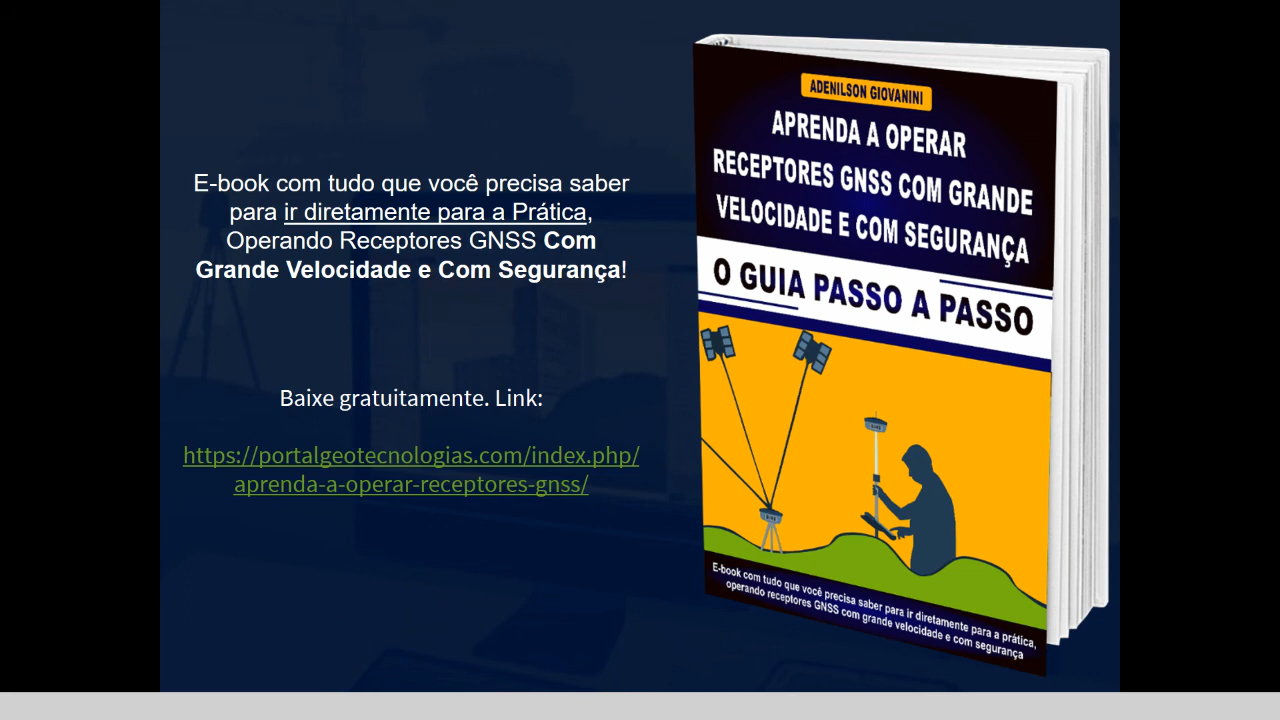 E-book com tudo que você precisa saber
para ir diretamente para a Prática,
Operando Receptores GNSS Com
Grande Velocidade e Com Segurança!
Baixe gratuitamente. Link:
https://portalgeotecnologias.com/index.php/
aprenda-a-operar-receptores-gnss/
ADENILSON GIOVANINI
APRENDA A OPERAR
RECEPTORES GNSS COM GRANDE
VELOCIDADE E COM SEGURANÇA
O GUIA PASSO A PASSO
E-book com tudo que você precisa saber para ir diretamente para a prática,
operando receptores GNSS com grande velocidade e com segurança